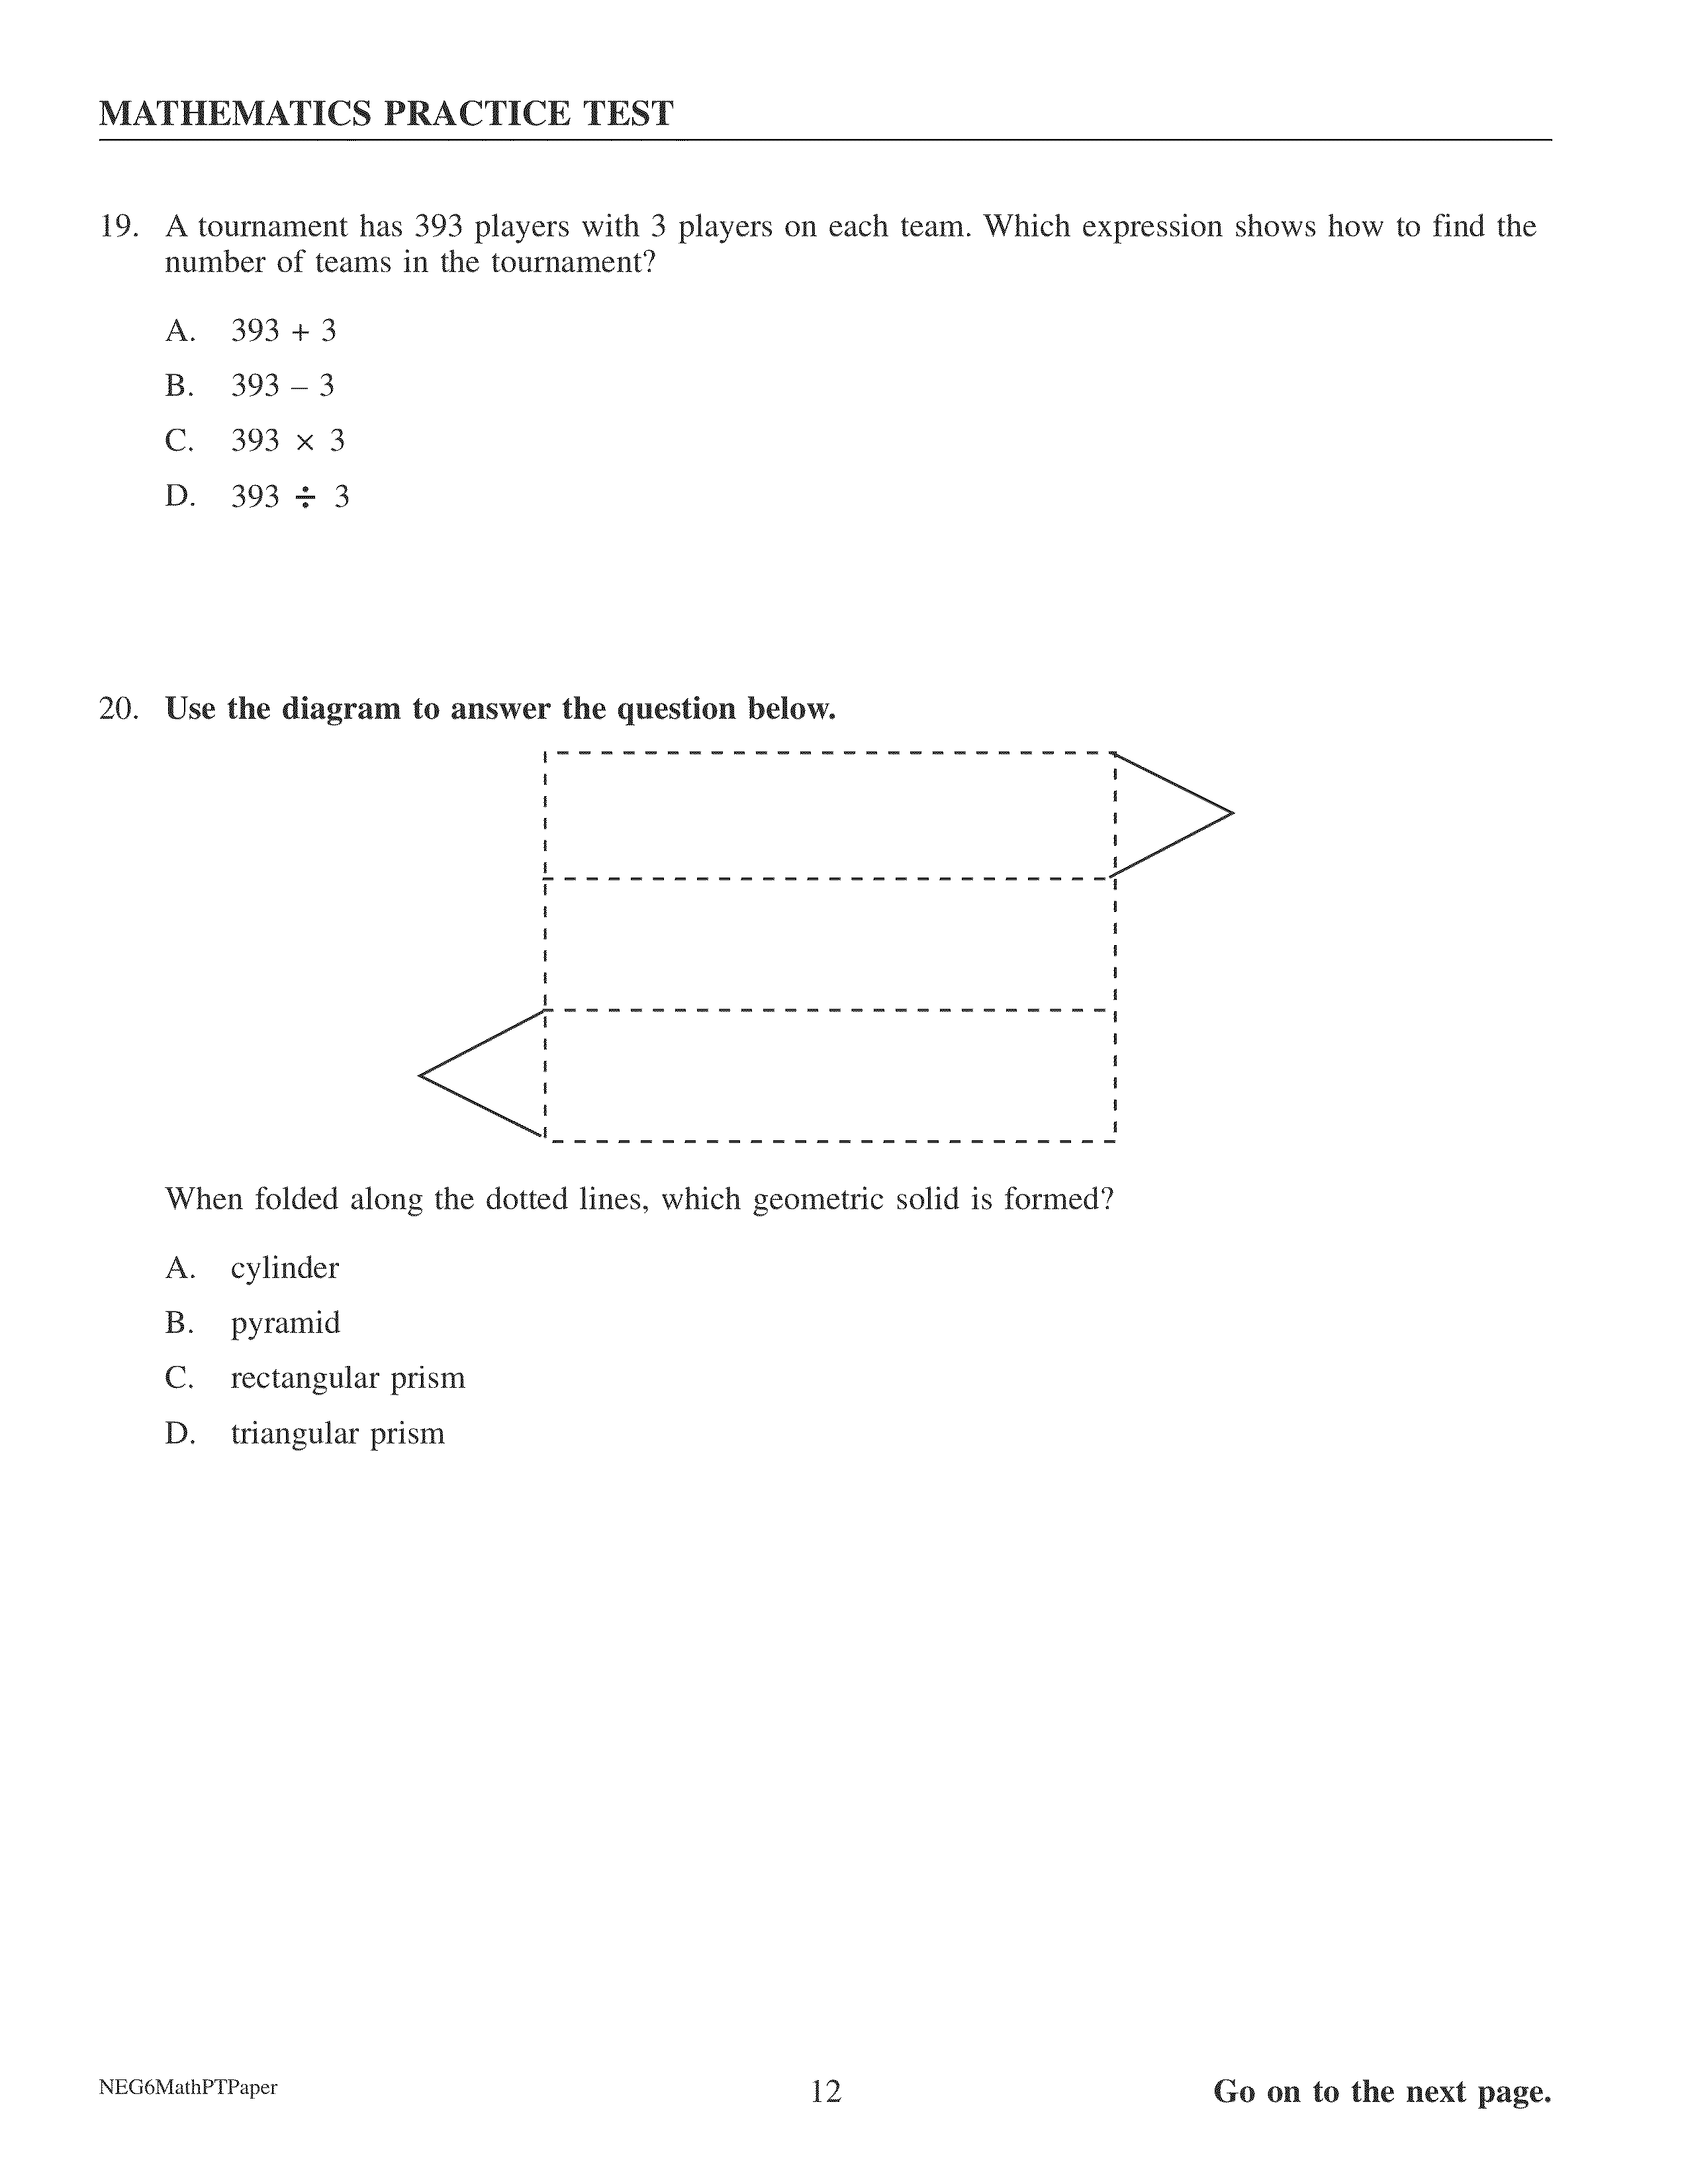 MATHEMATICS PRACTICE TEST
19. A tournament has 393 players with 3 players on each team. Which expression shows how to find the
number of teams in the tournament?
A. 393 + 3
B. 393 – 3
C. 393 × 3
D. 393 ÷ 3
20. Use the diagram to answer the question below.
When folded along the dotted lines, which geometric solid is formed?
A. cylinder
B. pyramid
C. rectangular prism
D. triangular prism
NEG6MathPTPaper 12 Go on to the next page.